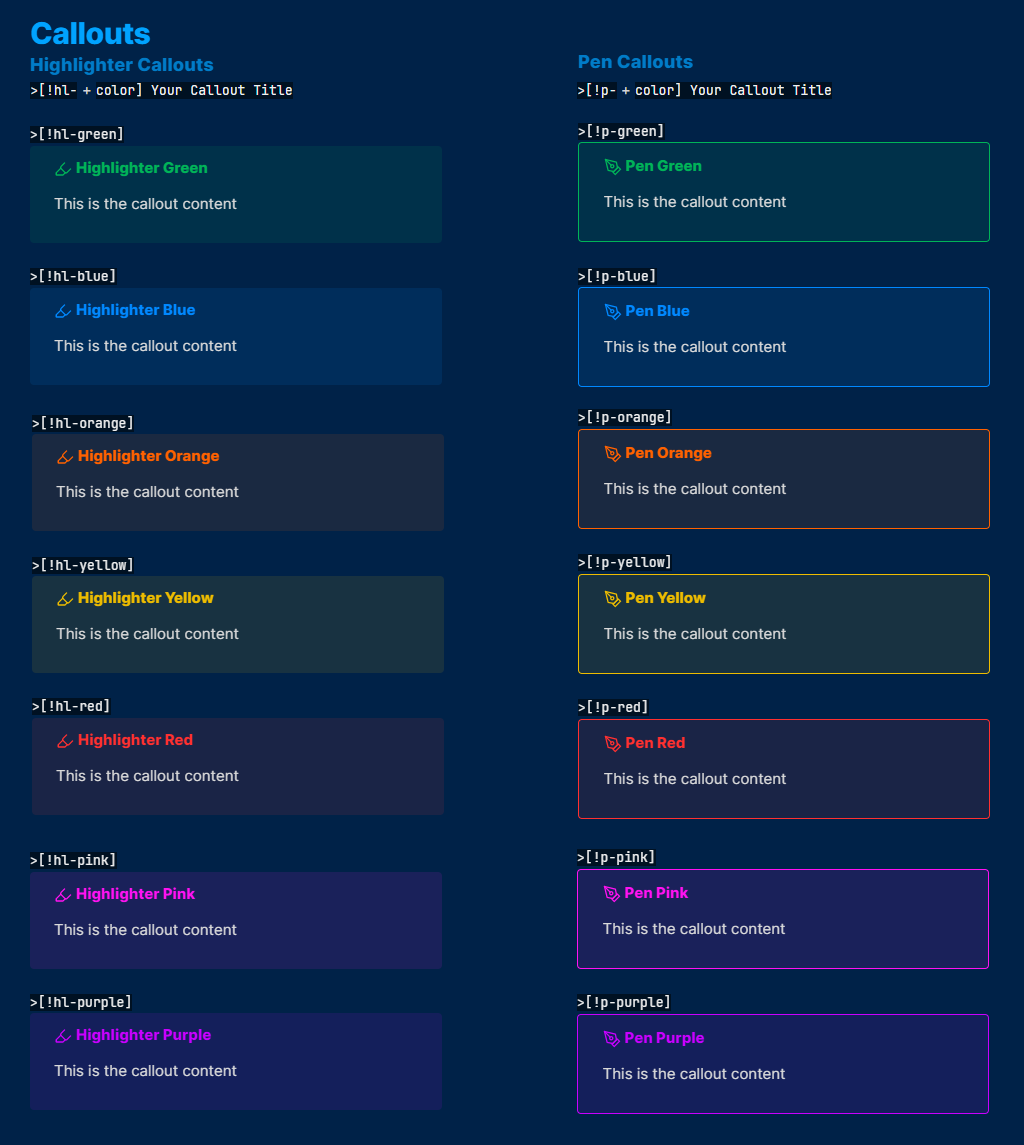 Callouts
Highlighter Callouts
>[!hl- + color] Your Callout Title
>[!hl-green]
Highlighter Green
This is the callout content
>[!hl-blue]
Highlighter Blue
This is the callout content
>[!hl-orange]
Highlighter Orange
This is the callout content
>[!hl-yellow]
Highlighter Yellow
This is the callout content
>[!hl-red]
Highlighter Red
This is the callout content
>[!hl-pink]
Highlighter Pink
This is the callout content
>[!hl-purple]
Highlighter Purple
This is the callout content
Pen Callouts
>[!p- + color] Your Callout Title
>[!p-green]
Pen Green
This is the callout content
>[!p-blue]
Pen Blue
This is the callout content
>[!p-orange]
Pen Orange
This is the callout content
>[!p-yellow]
Pen Yellow
This is the callout content
>[!p-red]
Pen Red
This is the callout content
>[!p-pink]
Pen Pink
This is the callout content
>[!p-purple]
Pen Purple
This is the callout content